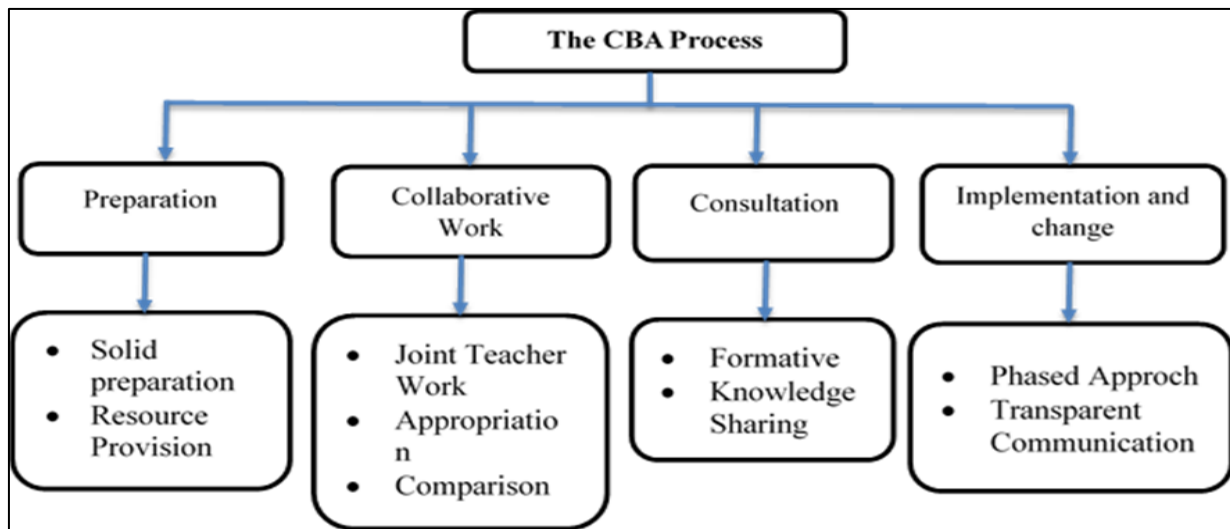 The CBA Process
Preparation
Collaborative
Work
Consultation
Implementation and
change
• Solid
preparation
• Resource
Provision
• Joint Teacher
Work
• Appropriatio
n
• Comparison
• Formative
• Knowledge
Sharing
• Phased Approch
• Transparent
Communication